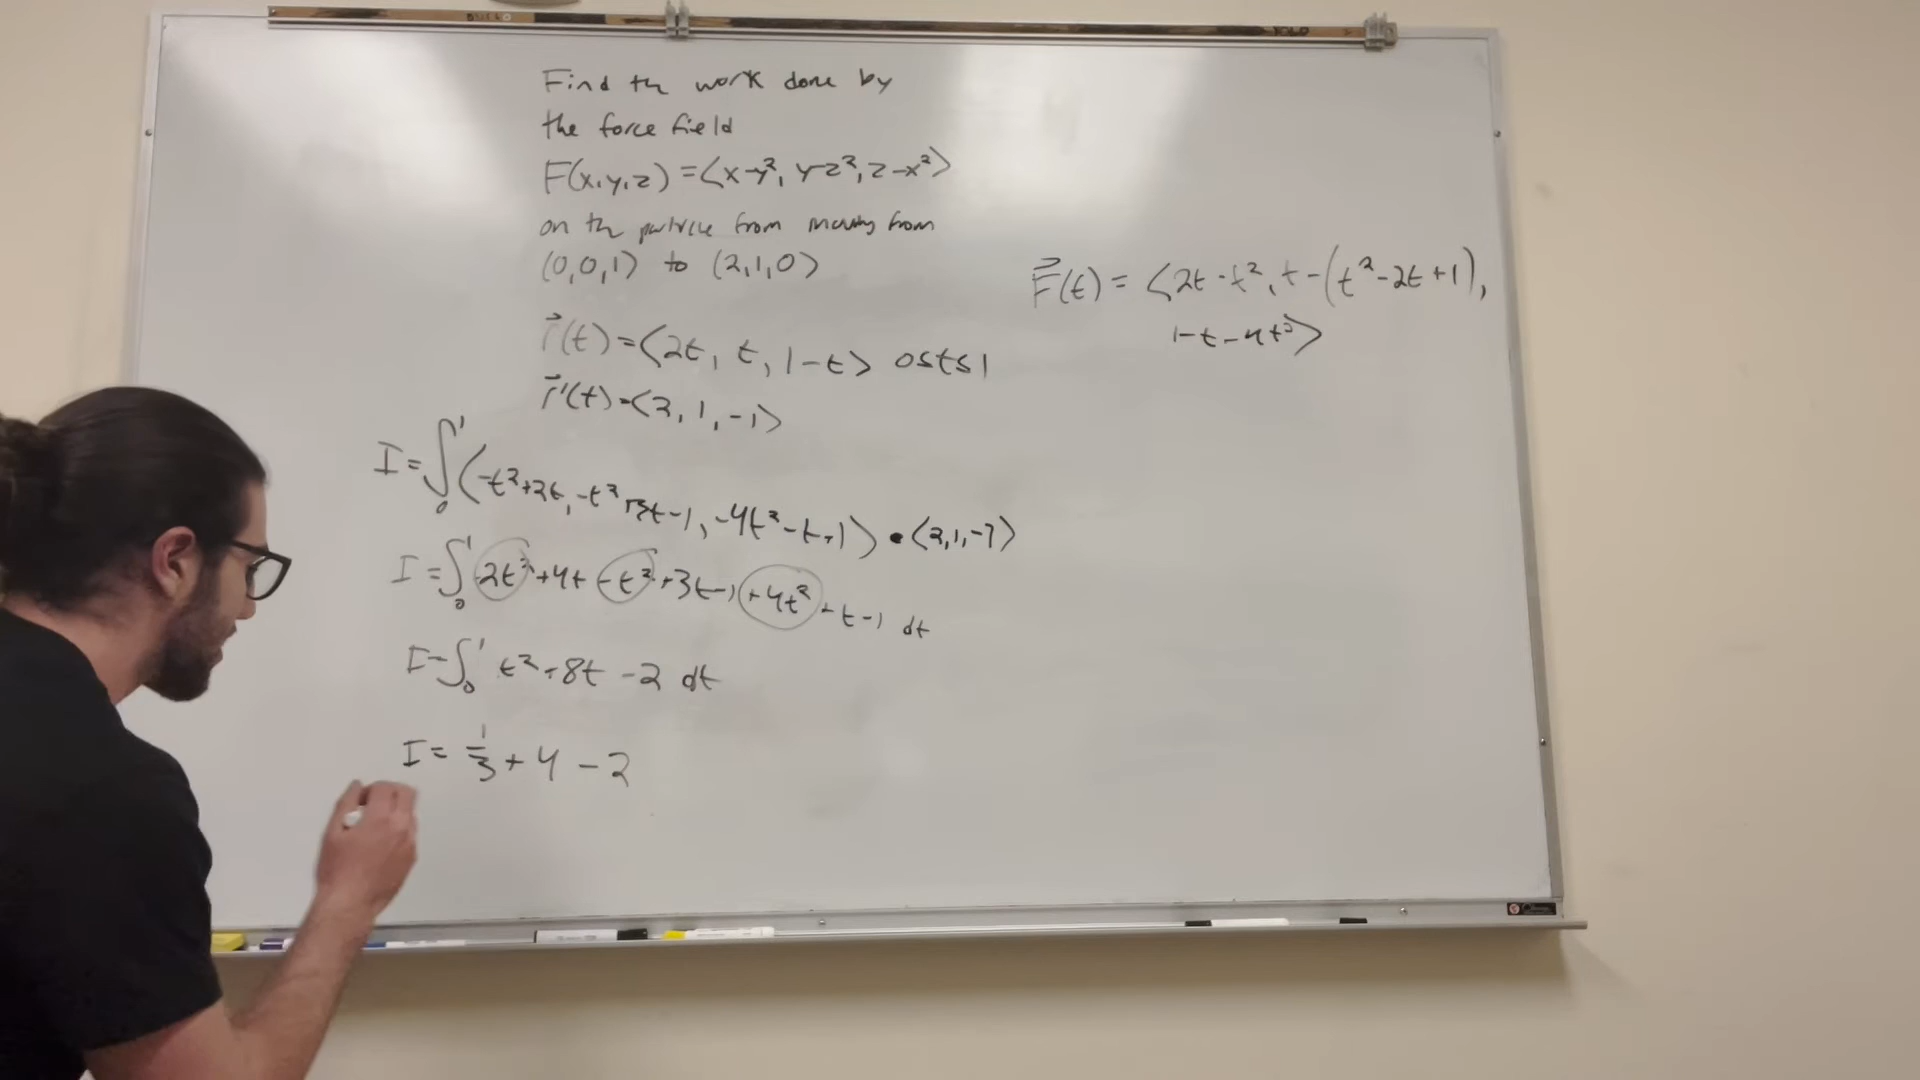 Find the work done by
the force field
F(x,y,z) = ⟨x-y², y-z², z-x²⟩
on the particle from moving from
(0,0,1) to (2,1,0)
r⃗(t) = ⟨2t, t, 1-t⟩ 0≤t≤1
r⃗'(t) = ⟨2, 1, -1⟩
F⃗(t) = ⟨2t-t², t-(t²-2t+1),
1-t-4t²⟩
I = ∫₀¹ ⟨-t²+2t, -t²+3t-1, -4t²-t+1⟩ • ⟨2,1,-1⟩
I = ∫₀¹ -2t²+4t-t²+3t-1+4t²+t-1 dt
I = ∫₀¹ t²+8t-2 dt
I = 1/3 + 4 - 2